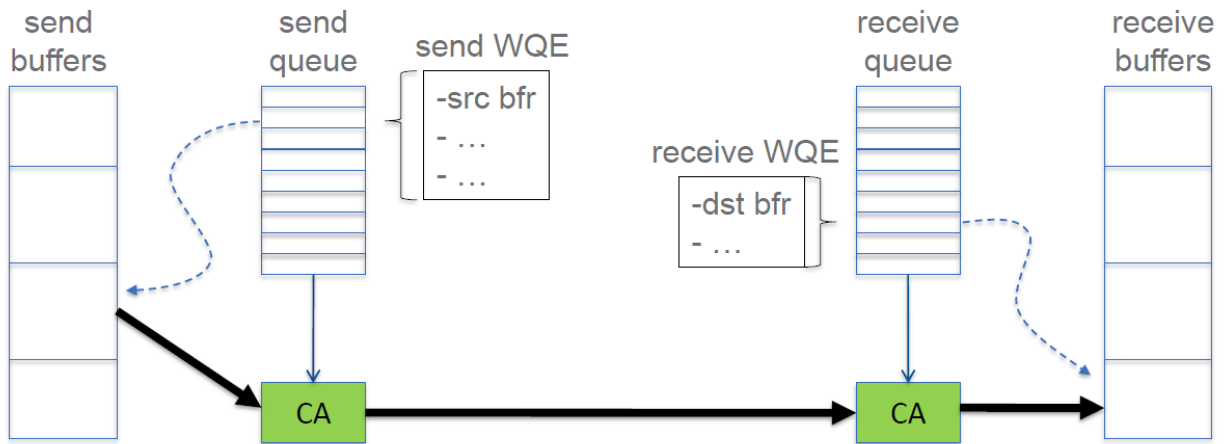 send
buffers
send
queue
send WQE
-src bfr
- …
- …
receive WQE
-dst bfr
- …
receive
queue
receive
buffers
CA
CA